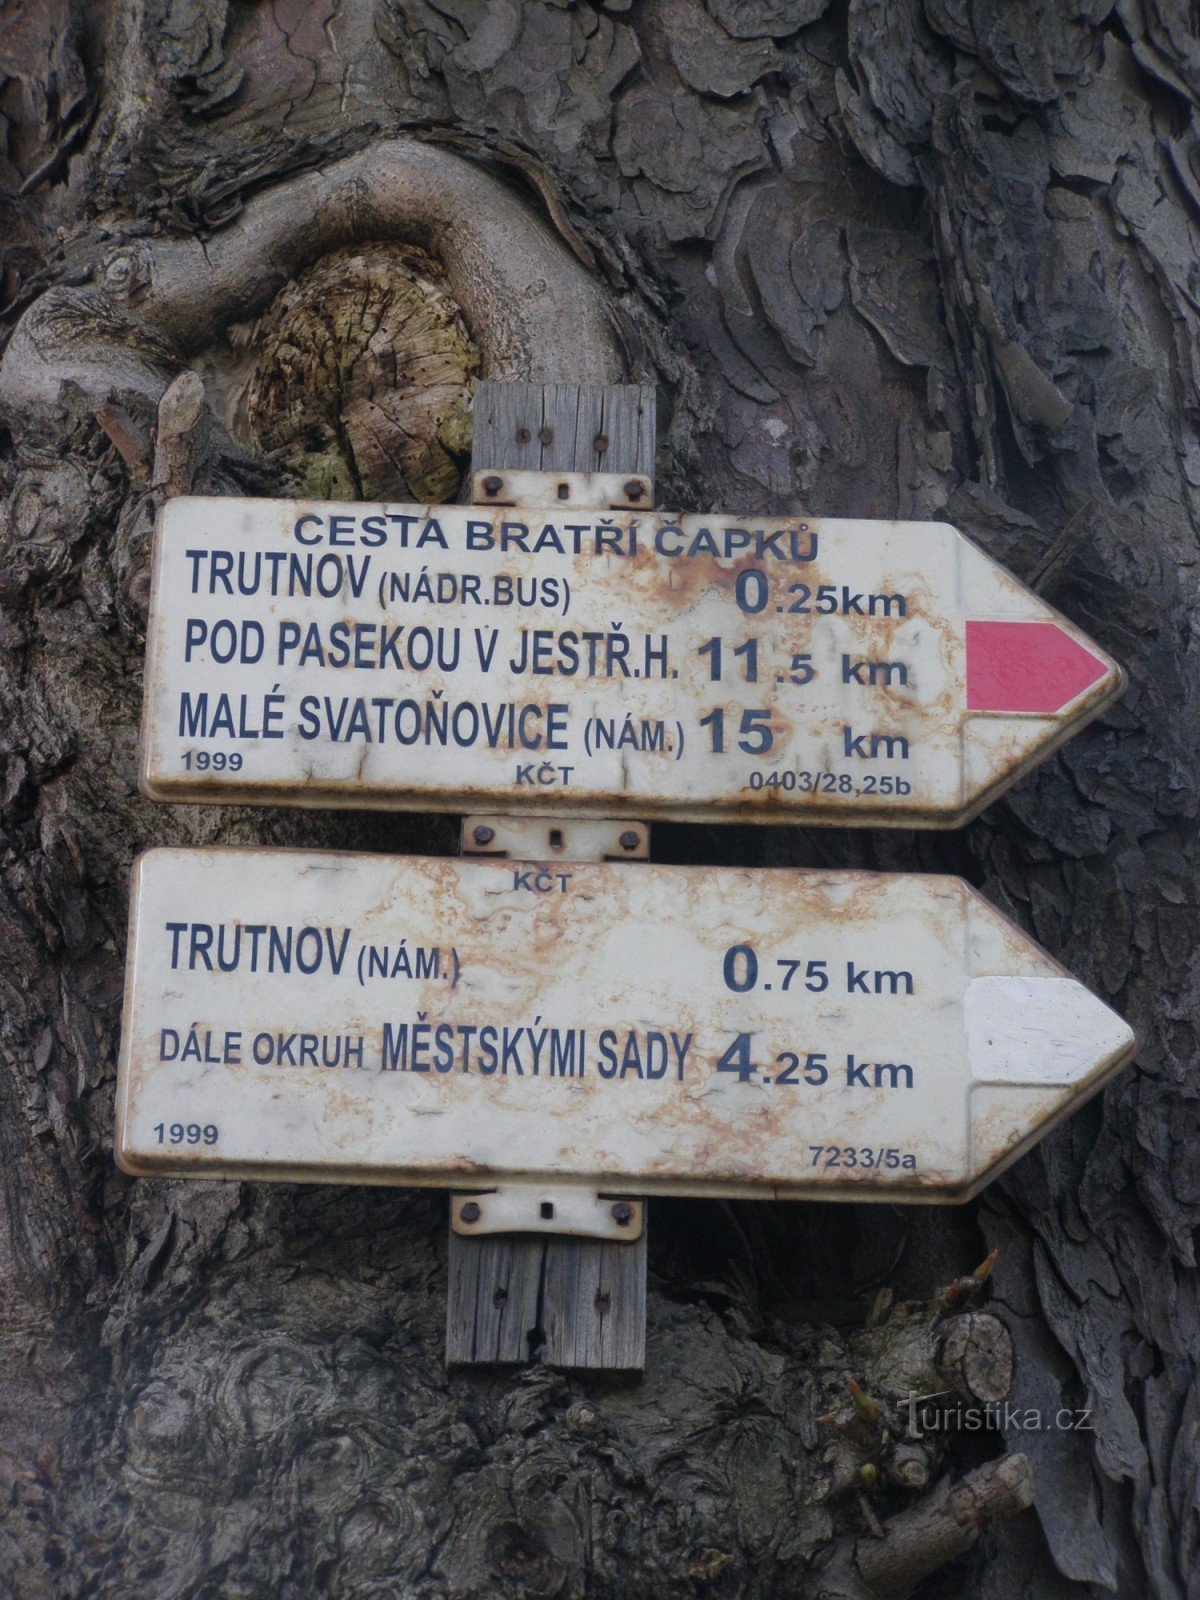 CESTA BRATŘÍ ČAPKŮ
TRUTNOV (NÁDR.BUS) 0.25km
POD PASEKOU V JESTŘ.H. 11.5 km
MALÉ SVATOŇOVICE (NÁM.) 15 km
1999 KČT 0403/28,25b
KČT
TRUTNOV (NÁM.) 0.75 km
DÁLE OKRUH MĚSTSKÝMI SADY 4.25 km
1999 7233/5a
Turistika.cz